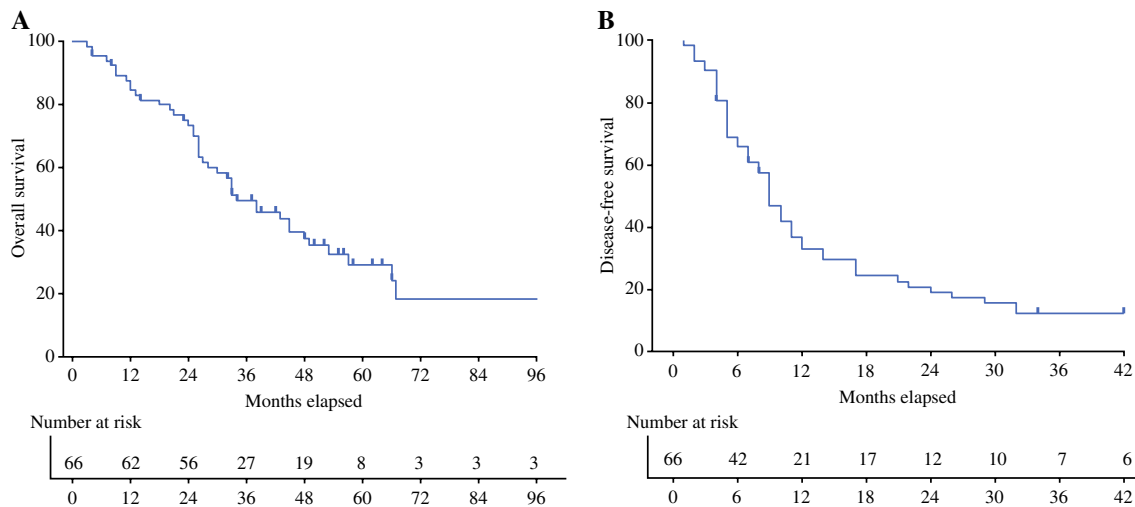 A
Overall survival
100
80
60
40
20
0
0 12 24 36 48 60 72 84 96
Months elapsed
Number at risk
66 62 56 27 19 8 3 3 3
0 12 24 36 48 60 72 84 96
B
Disease-free survival
100
80
60
40
20
0
0 6 12 18 24 30 36 42
Months elapsed
Number at risk
66 42 21 17 12 10 7 6
0 6 12 18 24 30 36 42